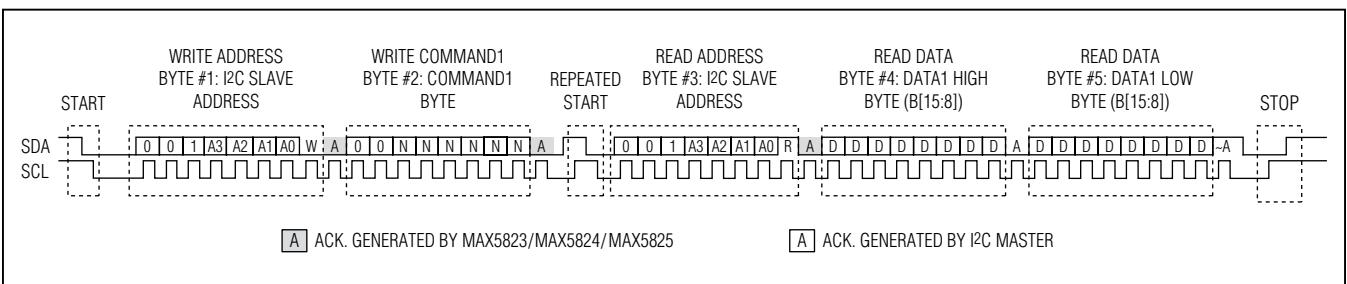 WRITE ADDRESS
BYTE #1: I²C SLAVE
ADDRESS
WRITE COMMAND1
BYTE #2: COMMAND1
BYTE
READ ADDRESS
BYTE #3: I²C SLAVE
ADDRESS
READ DATA
BYTE #4: DATA1 HIGH
BYTE (B[15:8])
READ DATA
BYTE #5: DATA1 LOW
BYTE (B[15:8])
START
REPEATED
START
STOP
SDA 0 0 1 A3 A2 A1 A0 W A 0 0 N N N N N N A 0 0 1 A3 A2 A1 A0 R A D D D D D D D D A D D D D D D D D ~A
SCL
A ACK. GENERATED BY MAX5823/MAX5824/MAX5825
A ACK. GENERATED BY I²C MASTER